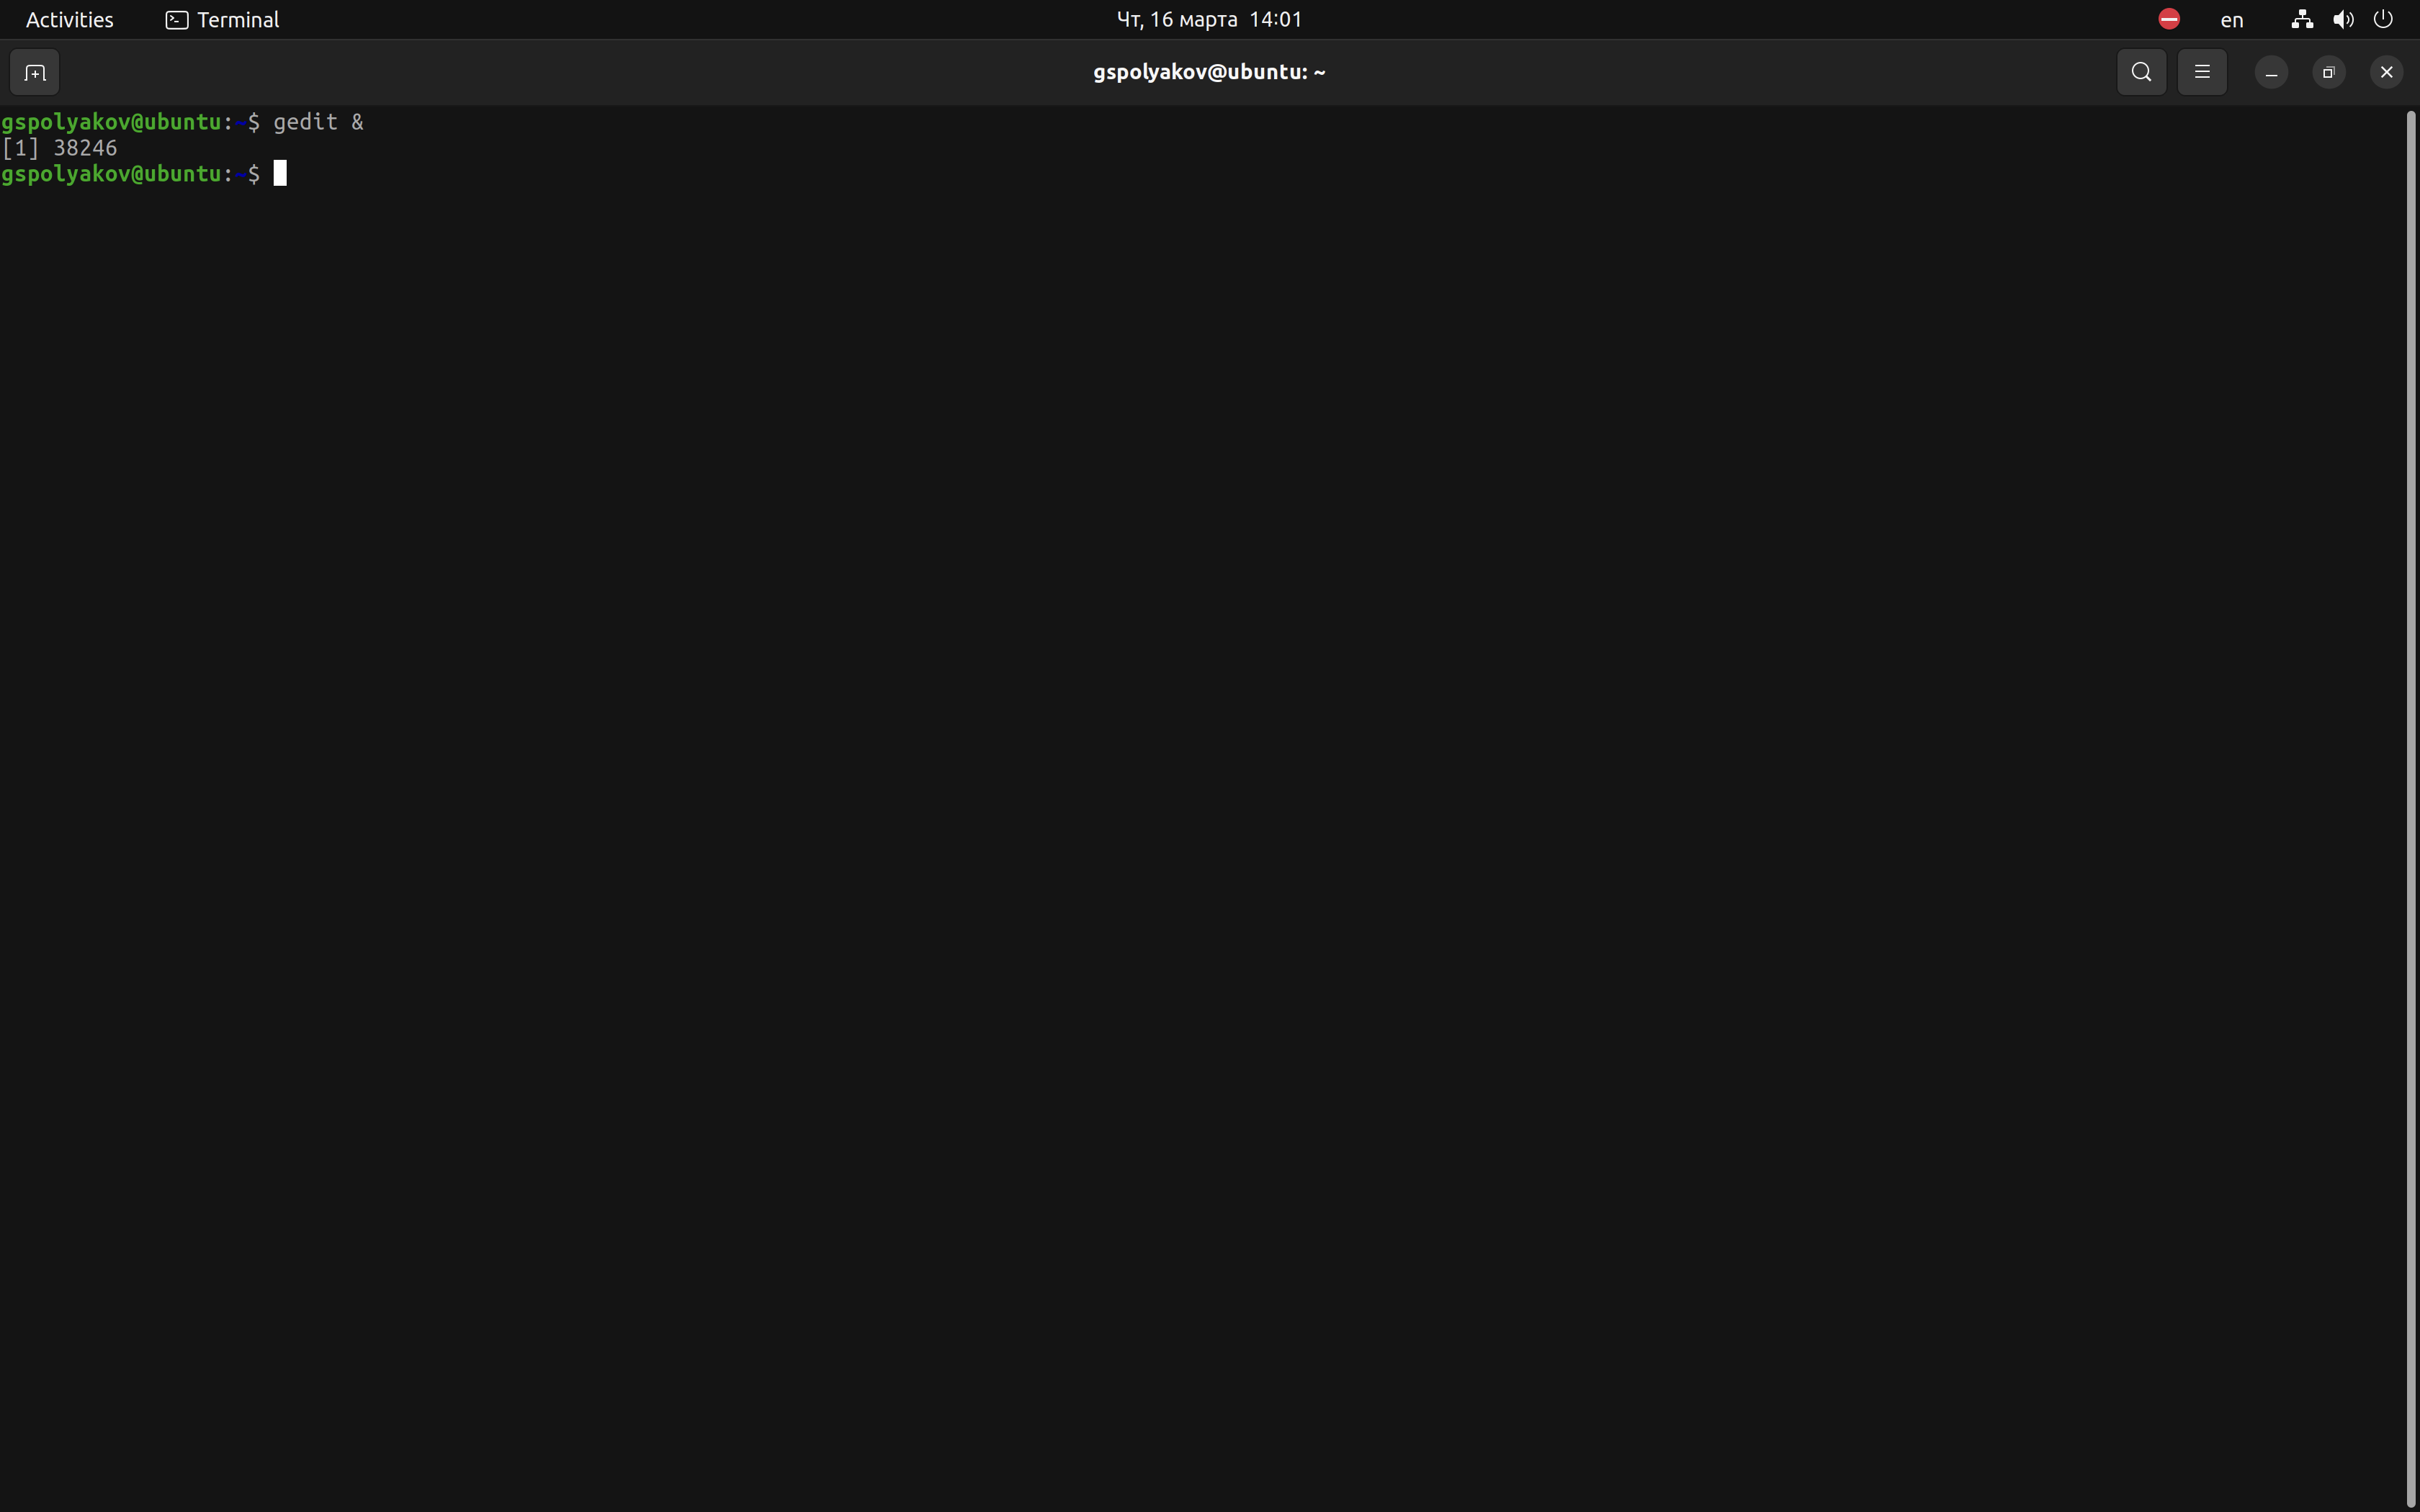 Activities Terminal Чт, 16 марта 14:01 en
gspolyakov@ubuntu: ~
gspolyakov@ubuntu:~$ gedit &
[1] 38246
gspolyakov@ubuntu:~$